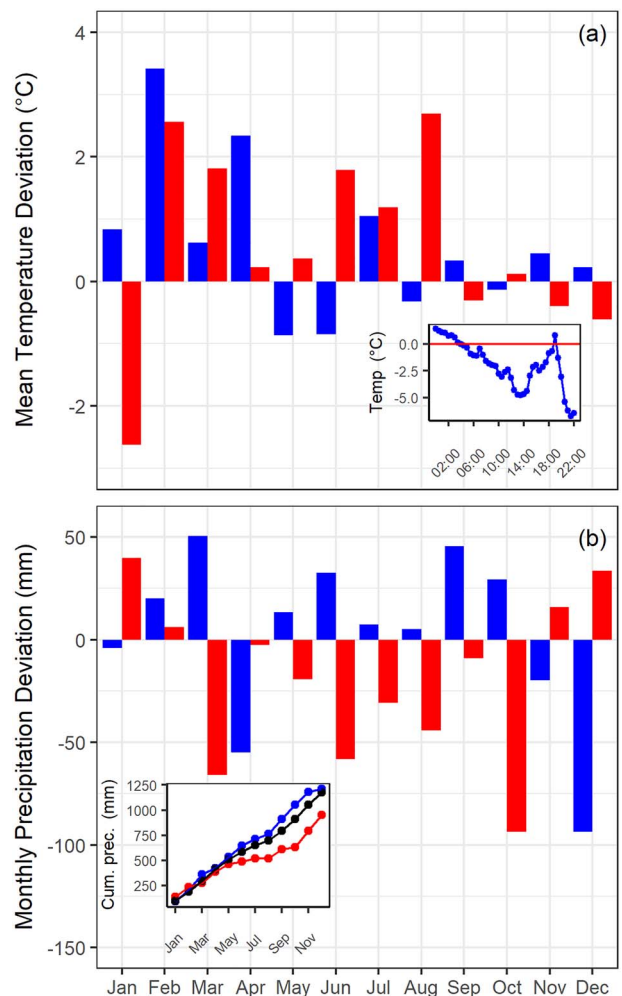 (a)
Mean Temperature Deviation (°C)
4
2
0
-2
Temp (°C)
0.0
-2.5
-5.0
02:00 06:00 10:00 14:00 18:00 22:00
(b)
Monthly Precipitation Deviation (mm)
50
0
-50
-100
-150
Cum. prec. (mm)
1250
1000
750
500
250
Jan Mar May Jul Sep Nov
Jan Feb Mar Apr May Jun Jul Aug Sep Oct Nov Dec